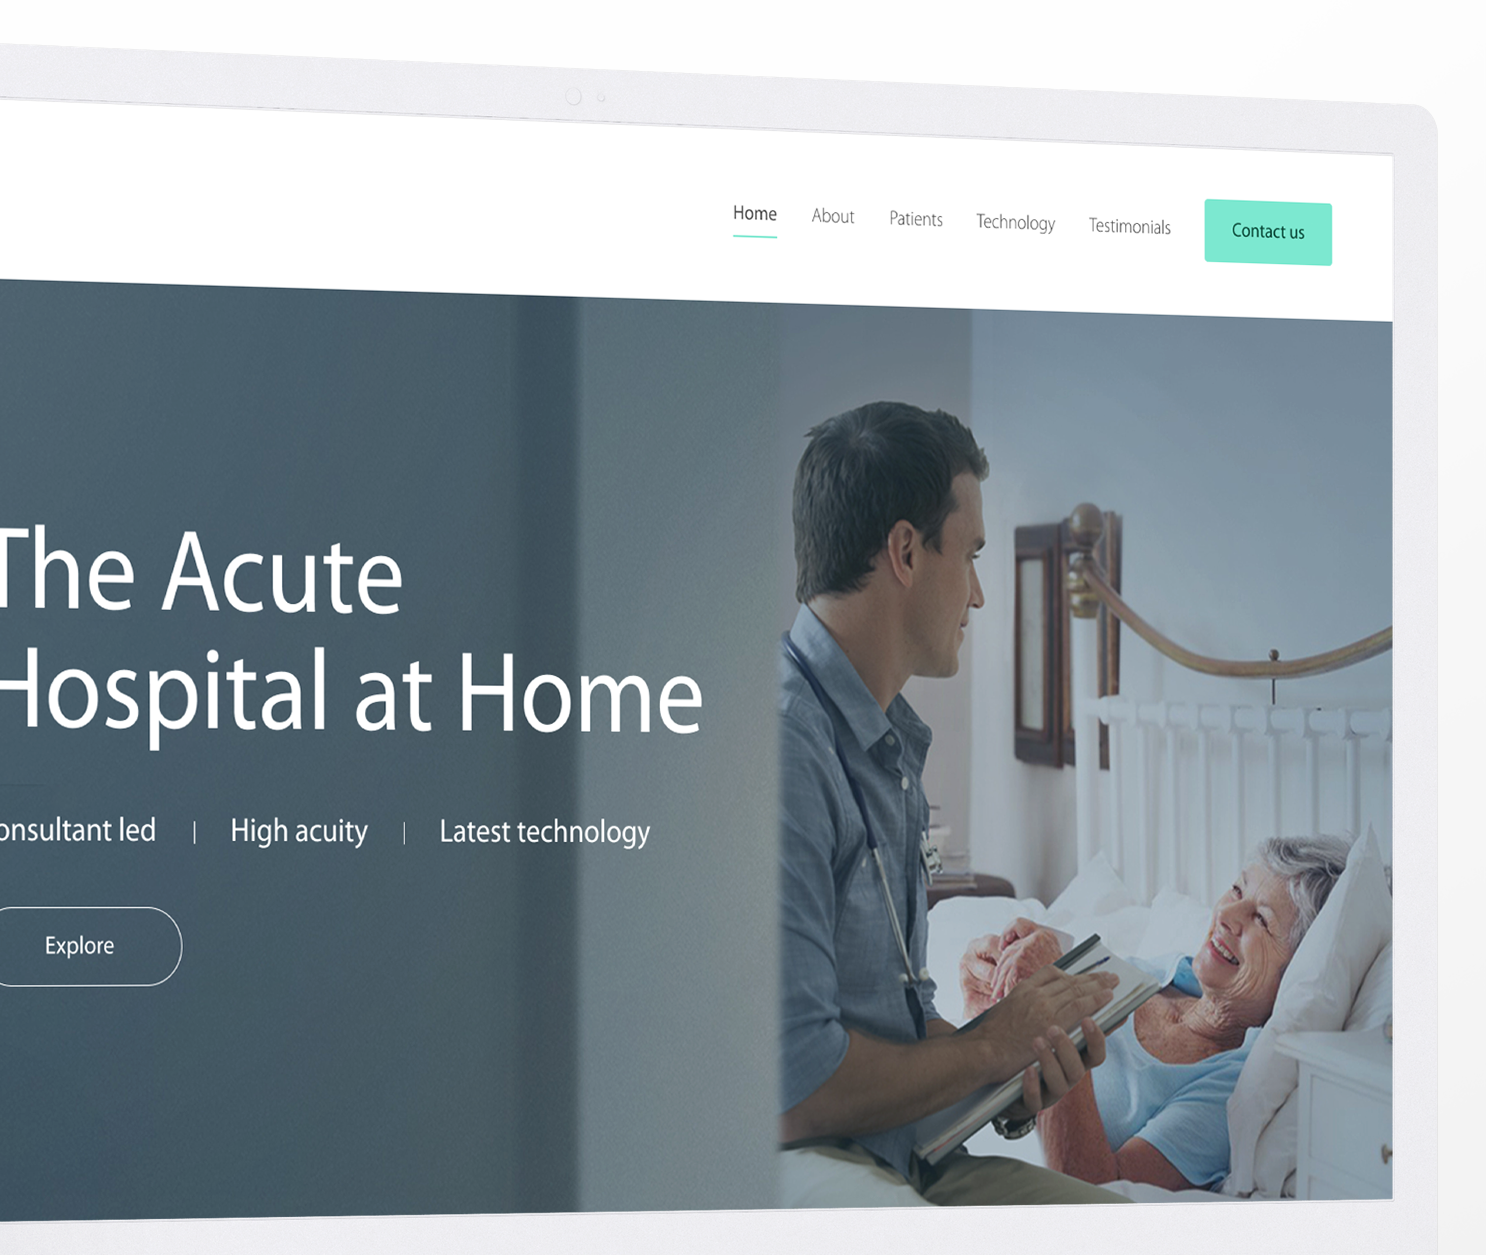 Home About Patients Technology Testimonials Contact us
The Acute
Hospital at Home
onsultant led | High acuity | Latest technology
Explore